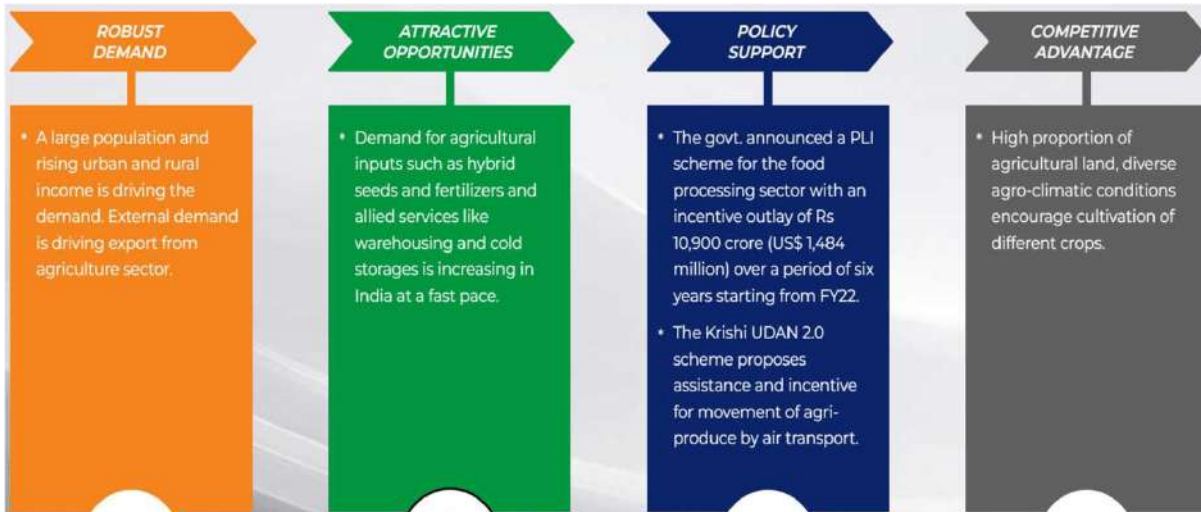 ROBUST
DEMAND
* A large population and
rising urban and rural
income is driving the
demand. External demand
is driving export from
agriculture sector.
ATTRACTIVE
OPPORTUNITIES
* Demand for agricultural
inputs such as hybrid
seeds and fertilizers and
allied services like
warehousing and cold
storages is increasing in
India at a fast pace.
POLICY
SUPPORT
* The govt. announced a PLI
scheme for the food
processing sector with an
incentive outlay of Rs
10,900 crore (US$ 1,484
million) over a period of six
years starting from FY22.
* The Krishi UDAN 2.0
scheme proposes
assistance and incentive
for movement of agri-
produce by air transport.
COMPETITIVE
ADVANTAGE
* High proportion of
agricultural land, diverse
agro-climatic conditions
encourage cultivation of
different crops.